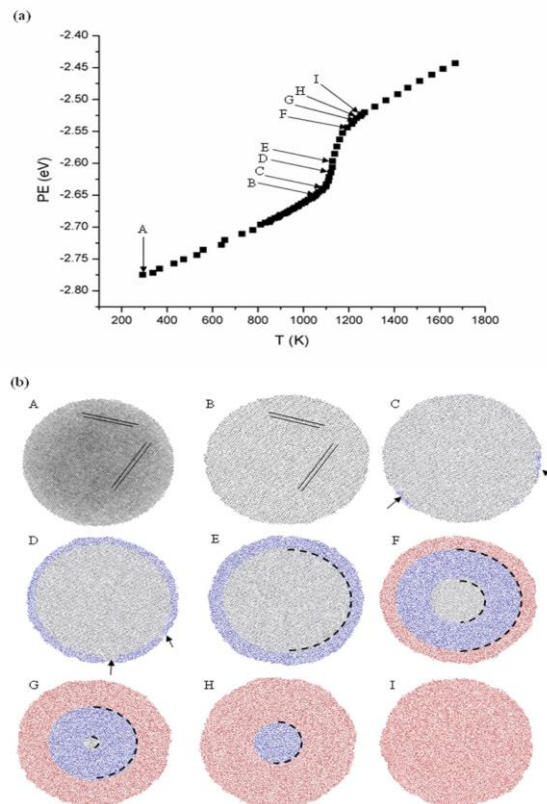 (a)
-2.40
-2.45
-2.50
-2.55
-2.60
-2.65
-2.70
-2.75
-2.80
PE (eV)
I
H
G
F
E
D
C
B
A
200 400 600 800 1000 1200 1400 1600 1800
T (K)
(b)
A B C
D E F
G H I